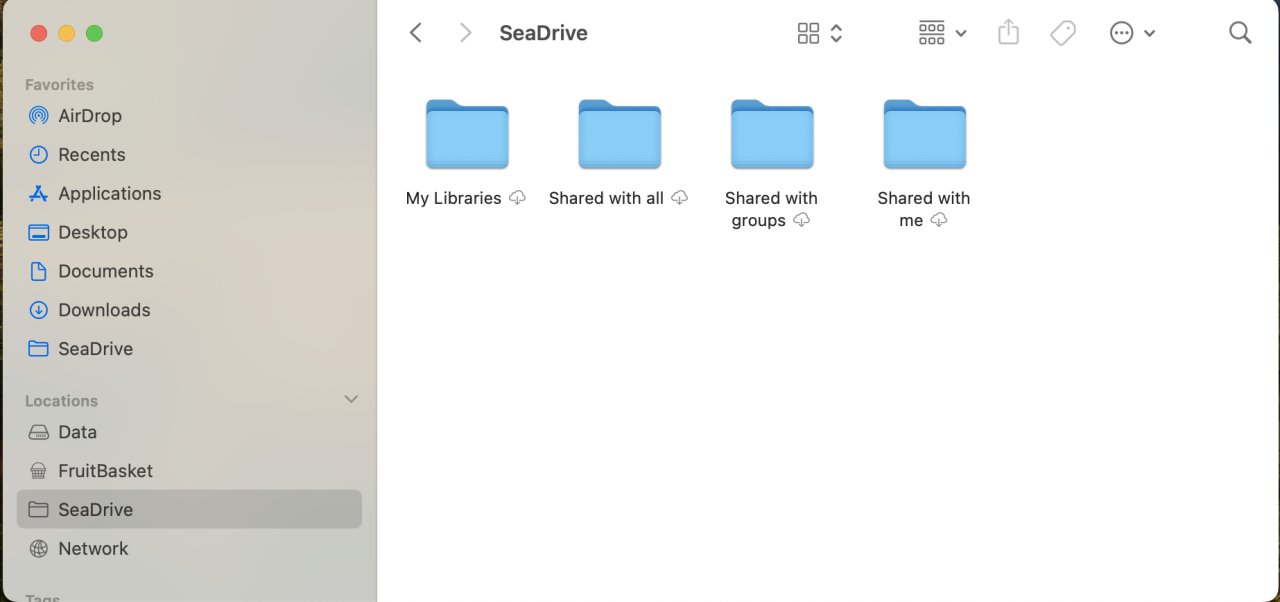 SeaDrive
Favorites
AirDrop
Recents
Applications
Desktop
Documents
Downloads
SeaDrive
Locations
Data
FruitBasket
SeaDrive
Network
Tags
My Libraries
Shared with all
Shared with
groups
Shared with
me